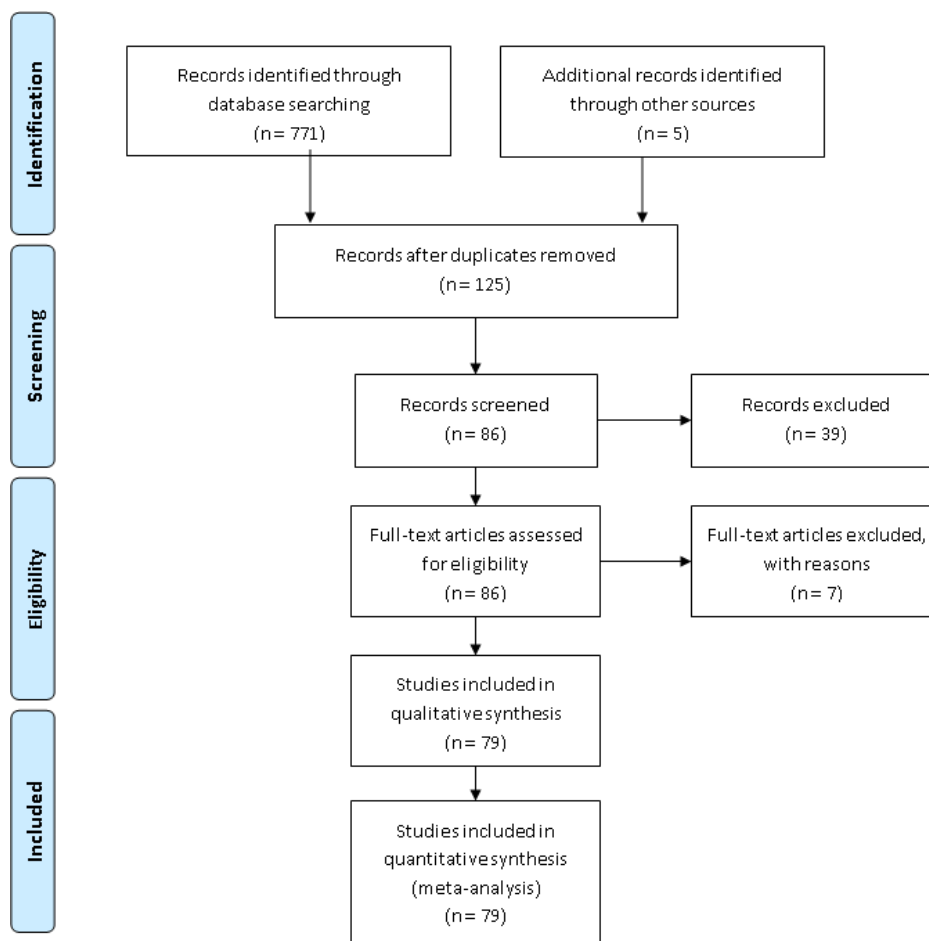 Identification
Records identified through
database searching
(n = 771)
Additional records identified
through other sources
(n = 5)
Screening
Records after duplicates removed
(n = 125)
Records screened
(n = 86)
Records excluded
(n = 39)
Eligibility
Full-text articles assessed
for eligibility
(n = 86)
Full-text articles excluded,
with reasons
(n = 7)
Studies included in
qualitative synthesis
(n = 79)
Included
Studies included in
quantitative synthesis
(meta-analysis)
(n = 79)